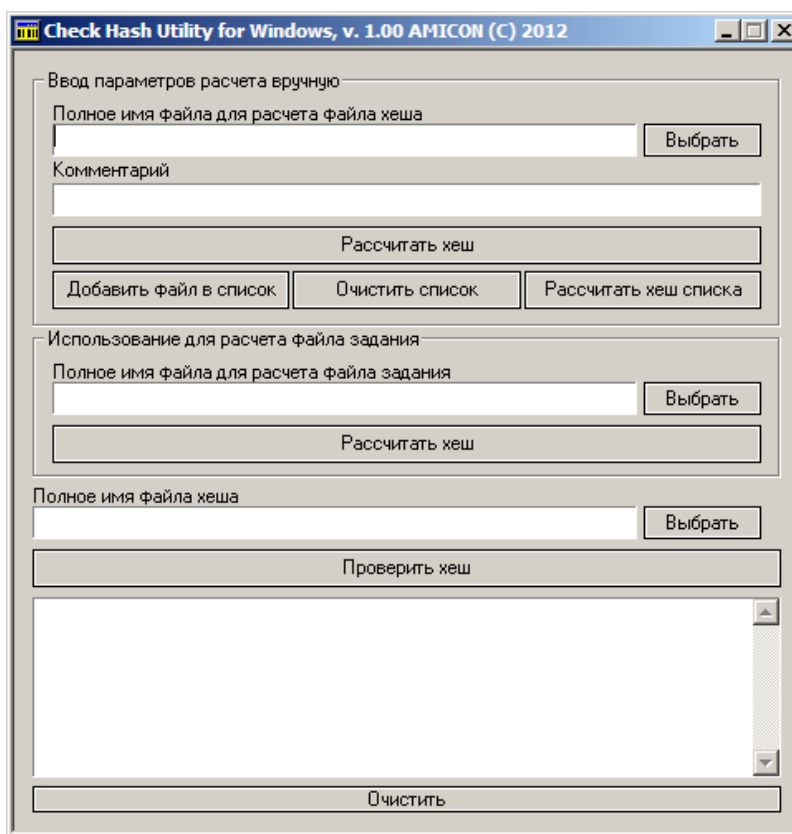 Check Hash Utility for Windows, v. 1.00 AMICON (C) 2012
Ввод параметров расчета вручную
Полное имя файла для расчета файла хеша
Выбрать
Комментарий
Рассчитать хеш
Добавить файл в список Очистить список Рассчитать хеш списка
Использование для расчета файла задания
Полное имя файла для расчета файла задания
Выбрать
Рассчитать хеш
Полное имя файла хеша
Выбрать
Проверить хеш
Очистить